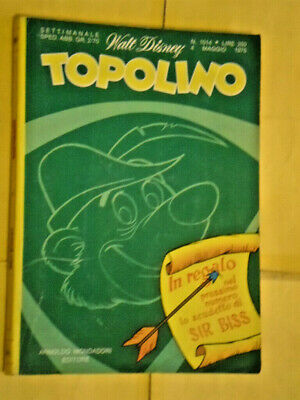 SETTIMANALE
SPED. ABB. GR. 2/70
Walt Disney
N. 1014 • LIRE 250
4 MAGGIO 1975
TOPOLINO
In regalo
nel
prossimo
numero
lo scudetto di
SIR BISS
ARNOLDO MONDADORI
EDITORE